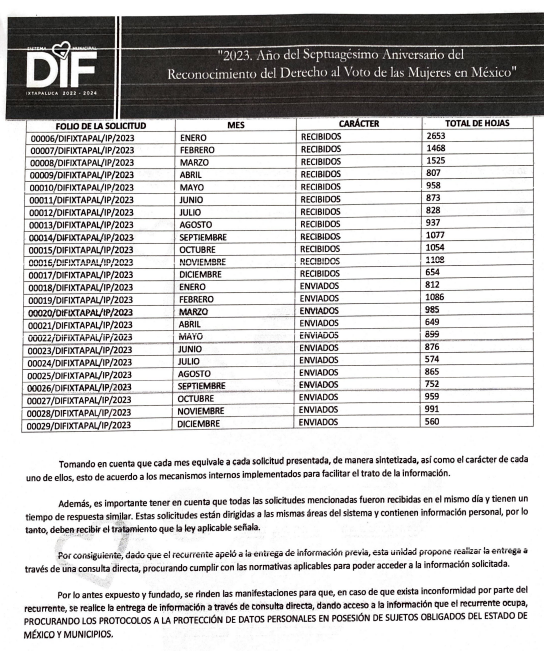 SISTEMA MUNICIPAL
DIF
IXTAPALUCA 2022 - 2024
"2023. Año del Septuagésimo Aniversario del
Reconocimiento del Derecho al Voto de las Mujeres en México"
FOLIO DE LA SOLICITUD MES CARÁCTER TOTAL DE HOJAS
00006/DIFIXTAPAL/IP/2023 ENERO RECIBIDOS 2653
00007/DIFIXTAPAL/IP/2023 FEBRERO RECIBIDOS 1468
00008/DIFIXTAPAL/IP/2023 MARZO RECIBIDOS 1525
00009/DIFIXTAPAL/IP/2023 ABRIL RECIBIDOS 807
00010/DIFIXTAPAL/IP/2023 MAYO RECIBIDOS 958
00011/DIFIXTAPAL/IP/2023 JUNIO RECIBIDOS 873
00012/DIFIXTAPAL/IP/2023 JULIO RECIBIDOS 828
00013/DIFIXTAPAL/IP/2023 AGOSTO RECIBIDOS 937
00014/DIFIXTAPAL/IP/2023 SEPTIEMBRE RECIBIDOS 1077
00015/DIFIXTAPAL/IP/2023 OCTUBRE RECIBIDOS 1054
00016/DIFIXTAPAL/IP/2023 NOVIEMBRE RECIBIDOS 1108
00017/DIFIXTAPAL/IP/2023 DICIEMBRE RECIBIDOS 654
00018/DIFIXTAPAL/IP/2023 ENERO ENVIADOS 812
00019/DIFIXTAPAL/IP/2023 FEBRERO ENVIADOS 1086
00020/DIFIXTAPAL/IP/2023 MARZO ENVIADOS 985
00021/DIFIXTAPAL/IP/2023 ABRIL ENVIADOS 649
00022/DIFIXTAPAL/IP/2023 MAYO ENVIADOS 899
00023/DIFIXTAPAL/IP/2023 JUNIO ENVIADOS 876
00024/DIFIXTAPAL/IP/2023 JULIO ENVIADOS 574
00025/DIFIXTAPAL/IP/2023 AGOSTO ENVIADOS 865
00026/DIFIXTAPAL/IP/2023 SEPTIEMBRE ENVIADOS 752
00027/DIFIXTAPAL/IP/2023 OCTUBRE ENVIADOS 959
00028/DIFIXTAPAL/IP/2023 NOVIEMBRE ENVIADOS 991
00029/DIFIXTAPAL/IP/2023 DICIEMBRE ENVIADOS 560
Tomando en cuenta que cada mes equivale a cada solicitud presentada, de manera sintetizada, así como el carácter de cada
uno de ellos, esto de acuerdo a los mecanismos internos implementados para facilitar el trato de la información.
Además, es importante tener en cuenta que todas las solicitudes mencionadas fueron recibidas en el mismo día y tienen un
tiempo de respuesta similar. Estas solicitudes están dirigidas a las mismas áreas del sistema y contienen información personal, por lo
tanto, deben recibir el tratamiento que la ley aplicable señala.
Por consiguiente, dado que el recurrente apeló a la entrega de información previa, esta unidad propone realizar la entrega a
través de una consulta directa, procurando cumplir con las normativas aplicables para poder acceder a la información solicitada.
Por lo antes expuesto y fundado, se rinden las manifestaciones para que, en caso de que exista inconformidad por parte del
recurrente, se realice la entrega de información a través de consulta directa, dando acceso a la información que el recurrente ocupa,
PROCURANDO LOS PROTOCOLOS A LA PROTECCIÓN DE DATOS PERSONALES EN POSESIÓN DE SUJETOS OBLIGADOS DEL ESTADO DE
MÉXICO Y MUNICIPIOS.